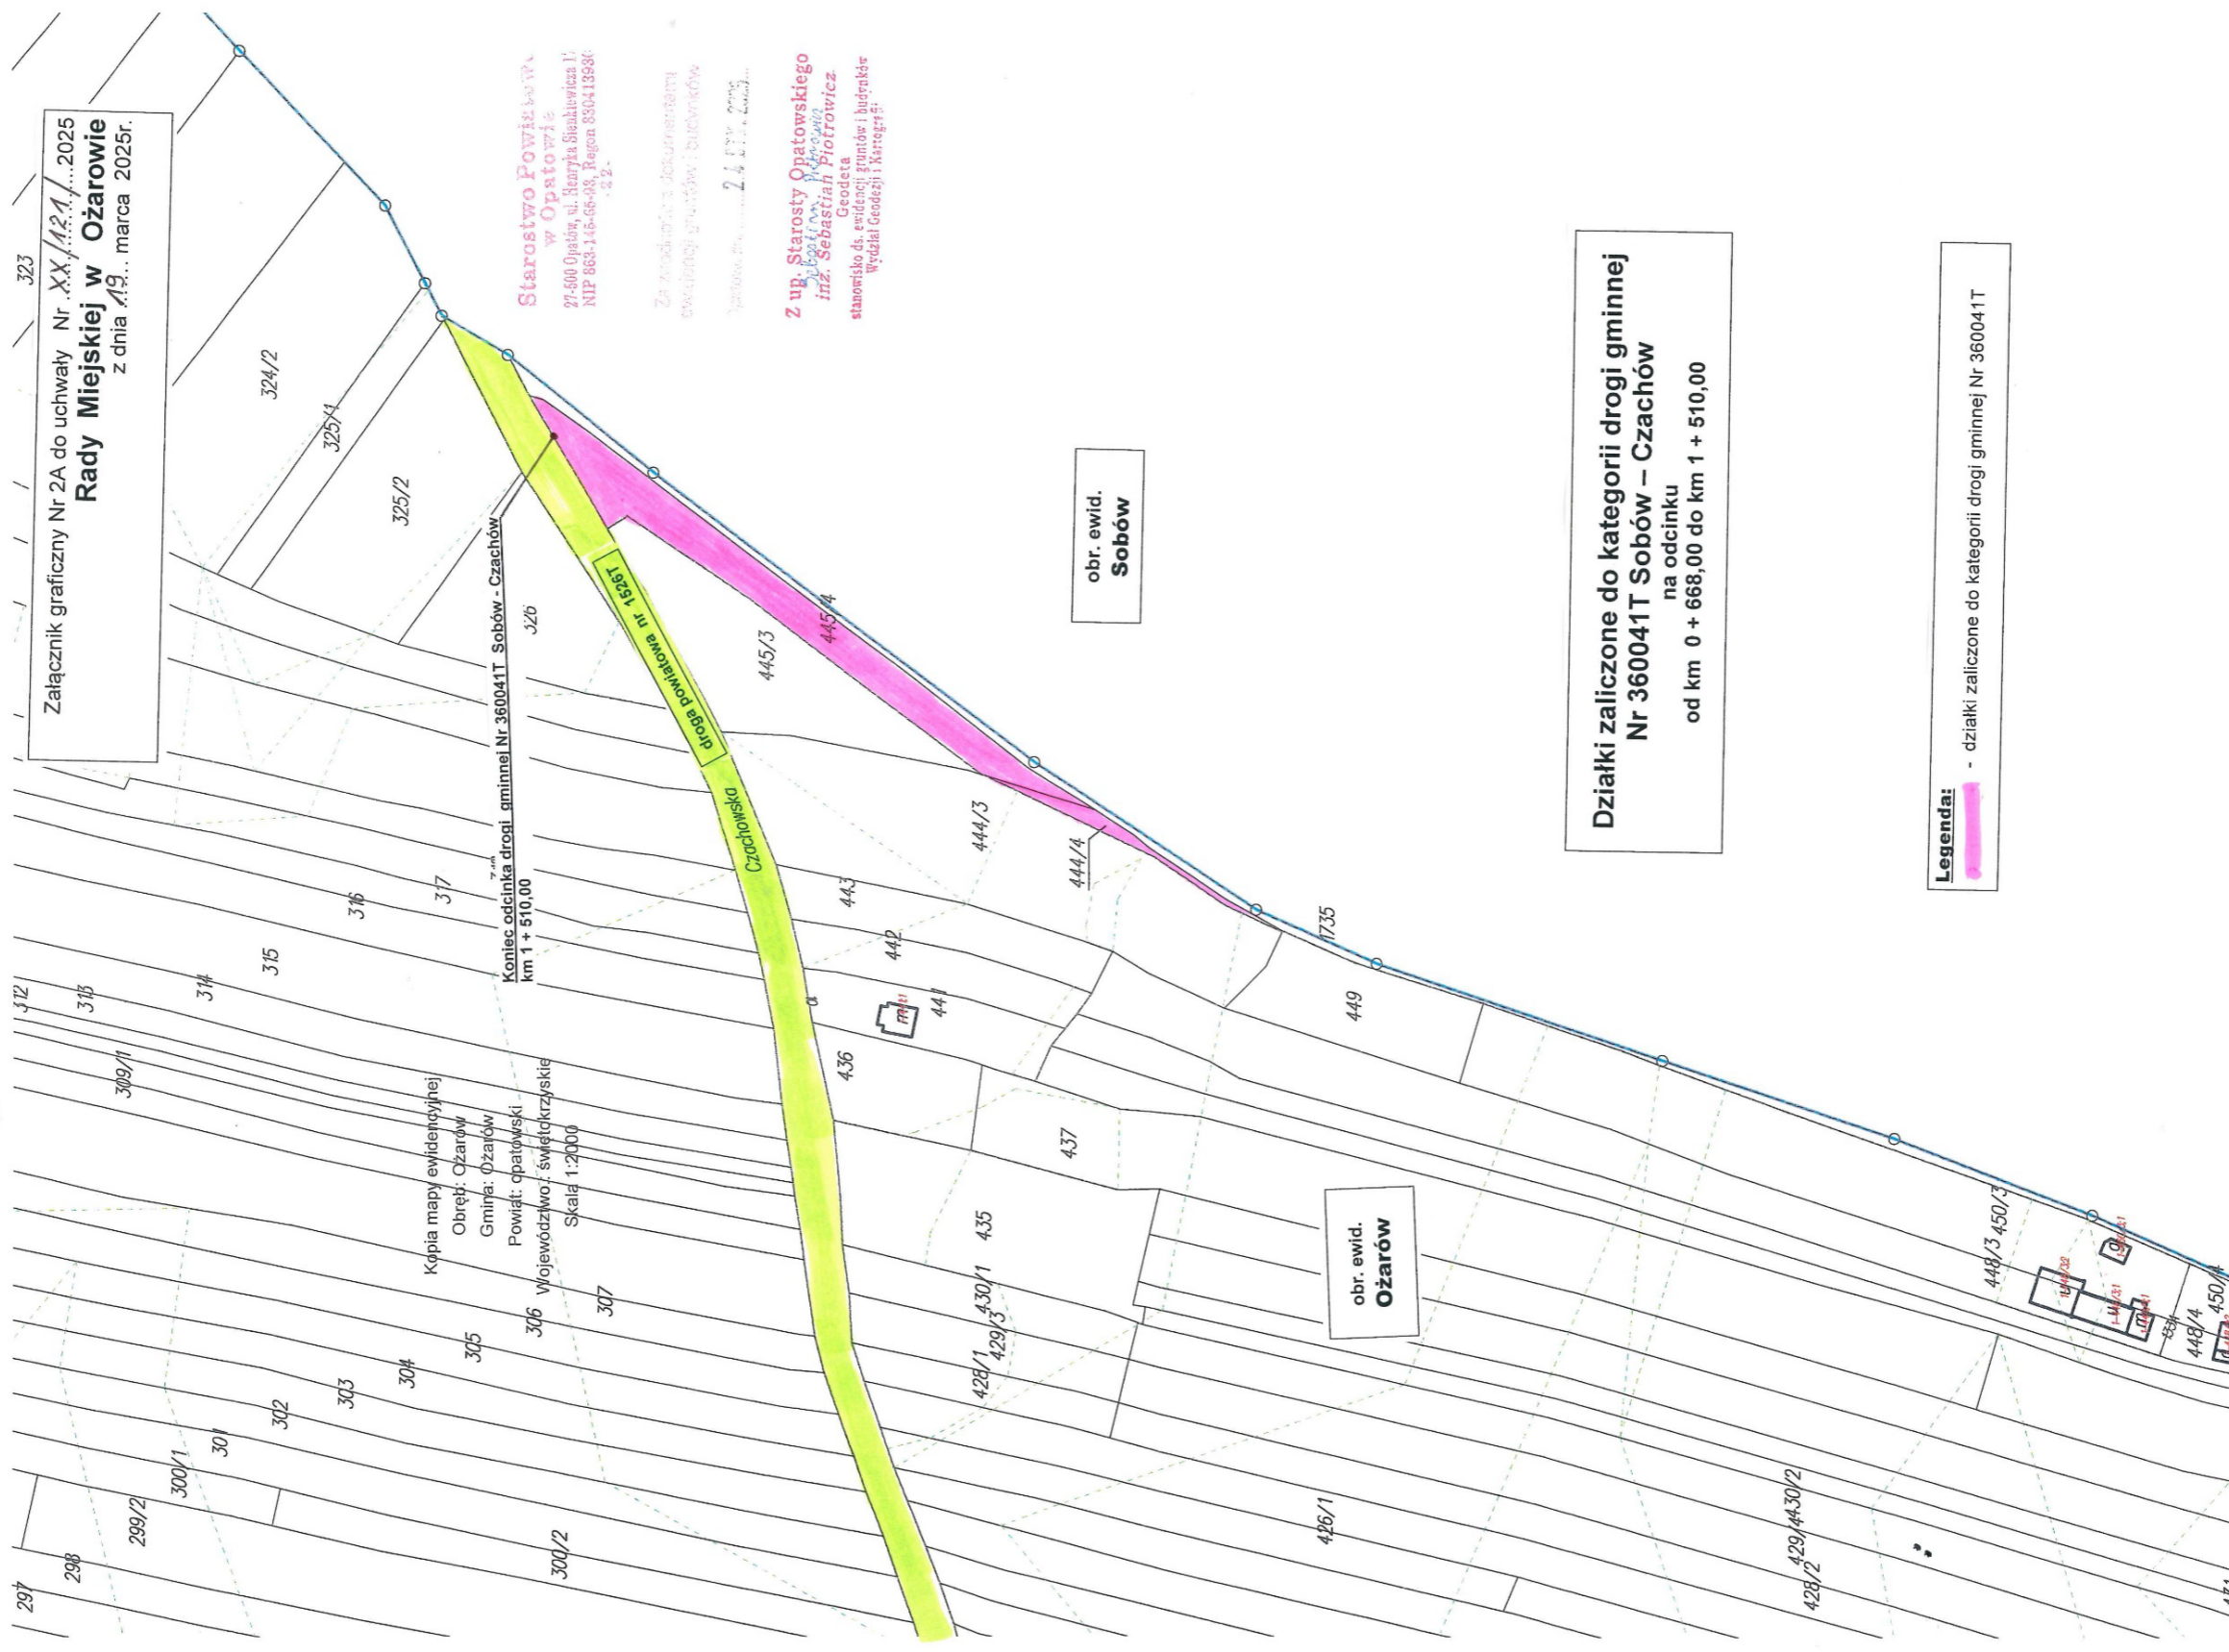 Załącznik graficzny Nr 2A do uchwały Nr XX/121/2025
Rady Miejskiej w Ożarowie
z dnia 19 marca 2025r.
Starostwo Powiatowe
w Opatowie
27-500 Opatów, ul. Henryka Sienkiewicza
ewidencji gruntów i budynków
Z up. Starosty Opatowskiego
Sebastian Piotrowicz
inż. Sebastian Piotrowicz
Geodeta
stanowisko ds. ewidencji gruntów i budynków
Wydział Geodezji i Kartografii
obr. ewid.
Sobów
Działki zaliczone do kategorii drogi gminnej
Nr 360041T Sobów – Czachów
na odcinku
od km 0 + 668,00 do km 1 + 510,00
Legenda:
- działki zaliczone do kategorii drogi gminnej Nr 360041T
Koniec odcinka drogi gminnej Nr 360041T Sobów - Czachów
km 1 + 510,00
droga powiatowa nr 1526T
Czachowska
Kopia mapy ewidencyjnej
Obręb: Ożarów
Gmina: Ożarów
Powiat: opatowski
Województwo: świętokrzyskie
Skala 1:2000
obr. ewid.
Ożarów
323
324/2
325/1
325/2
326
445/3
445/4
444/3
444/4
443
442
441
436
437
435
449
1735
312
313
314
315
316
317
309/1
307
306
305
304
303
302
301
300/1
299/2
298
297
300/2
430/1
429/3
428/1
426/1
430/2
429/4
428/2
448/3
450/3
448/4
450/4